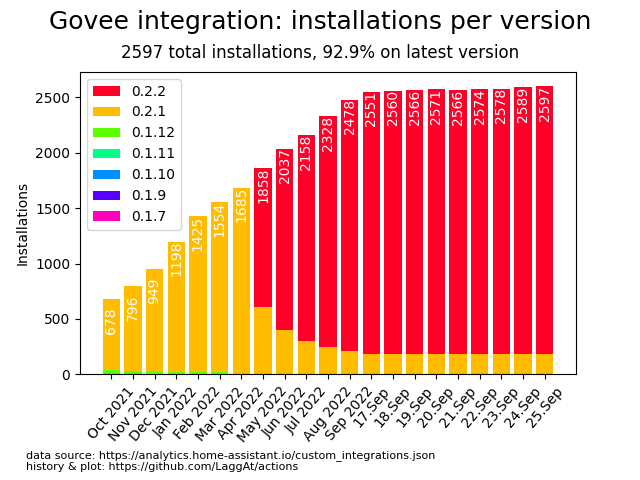 Govee integration: installations per version
2597 total installations, 92.9% on latest version
0.2.2
0.2.1
0.1.12
0.1.11
0.1.10
0.1.9
0.1.7
Installations
2500
2000
1500
1000
500
0
678
796
949
1198
1425
1554
1685
1858
2037
2158
2328
2478
2551
2560
2566
2571
2566
2574
2578
2589
2597
Oct 2021
Nov 2021
Dec 2021
Jan 2022
Feb 2022
Mar 2022
Apr 2022
May 2022
Jun 2022
Jul 2022
Aug 2022
Sep 2022
17.Sep
18.Sep
19.Sep
20.Sep
21.Sep
22.Sep
23.Sep
24.Sep
25.Sep
data source: https://analytics.home-assistant.io/custom_integrations.json
history & plot: https://github.com/LaggAt/actions